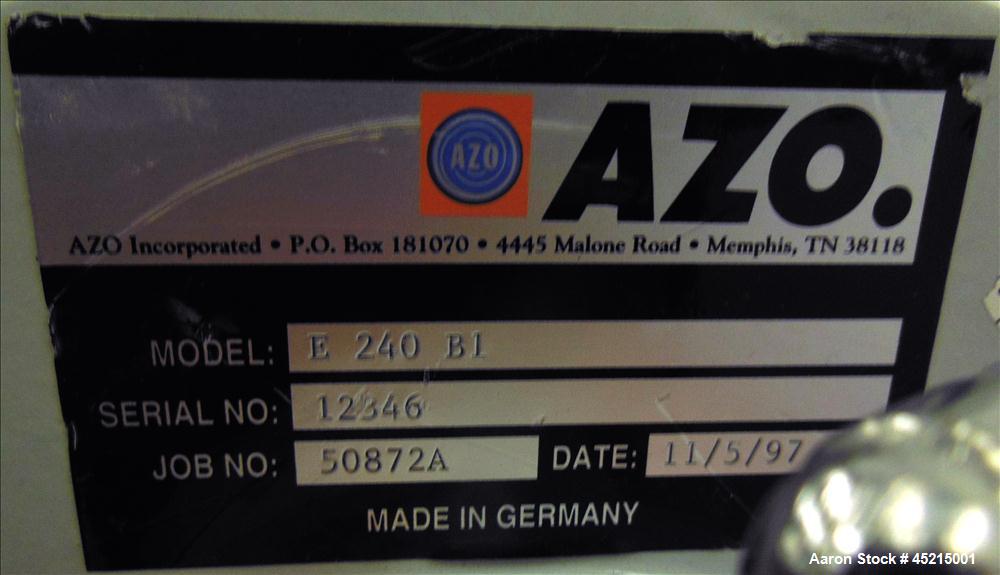 AZO
AZO.
AZO Incorporated • P.O. Box 181070 • 4445 Malone Road • Memphis, TN 38118
MODEL: E 240 B1
SERIAL NO: 12346
JOB NO: 50872A DATE: 11/5/97
MADE IN GERMANY
Aaron Stock # 45215001